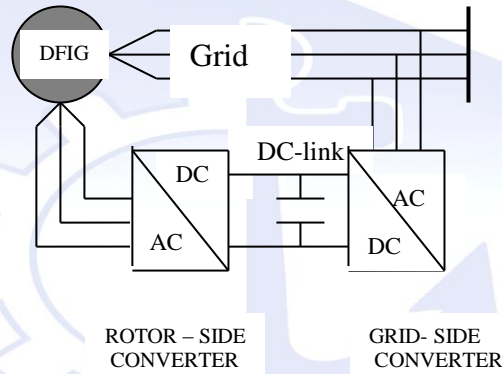 DFIG
Grid
DC-link
DC
AC
AC
DC
ROTOR – SIDE
CONVERTER
GRID- SIDE
CONVERTER